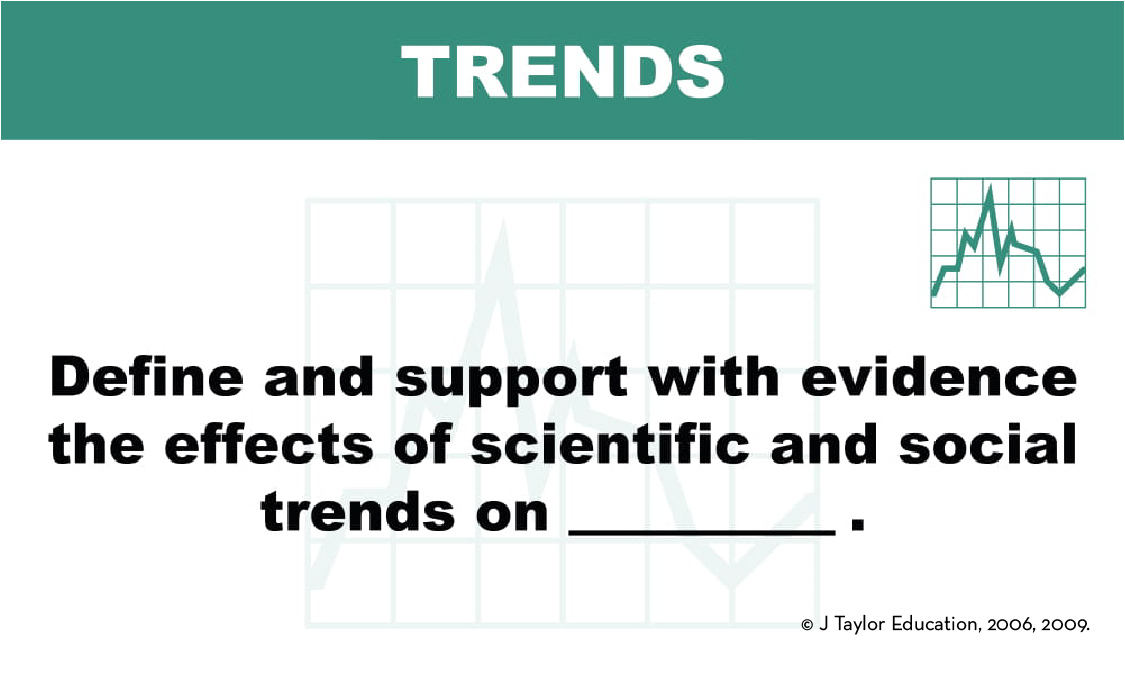 TRENDS
Define and support with evidence
the effects of scientific and social
trends on _________ .
© J Taylor Education, 2006, 2009.